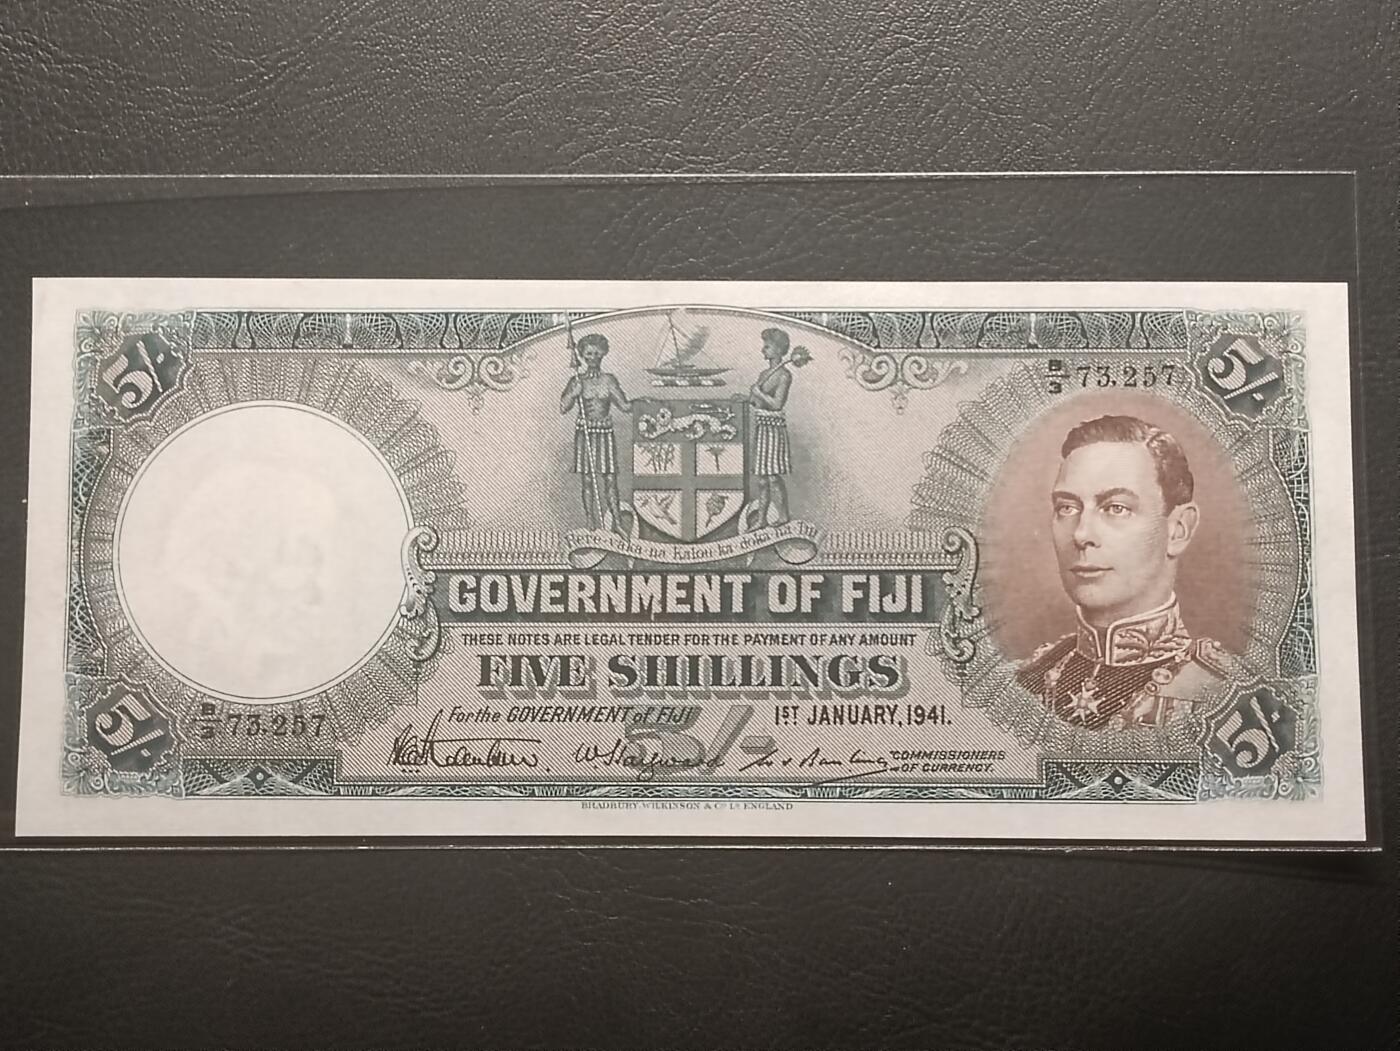 5/-
5/-
B/3 73,257
Rere·vaka·na Kalou·ka·doka·na·Tui
GOVERNMENT OF FIJI
THESE NOTES ARE LEGAL TENDER FOR THE PAYMENT OF ANY AMOUNT
FIVE SHILLINGS
For the GOVERNMENT of FIJI
1ST JANUARY, 1941.
B/3 73,257
5/-
5/-
5/-
COMMISSIONERS
OF CURRENCY.
BRADBURY, WILKINSON & Co Ld ENGLAND